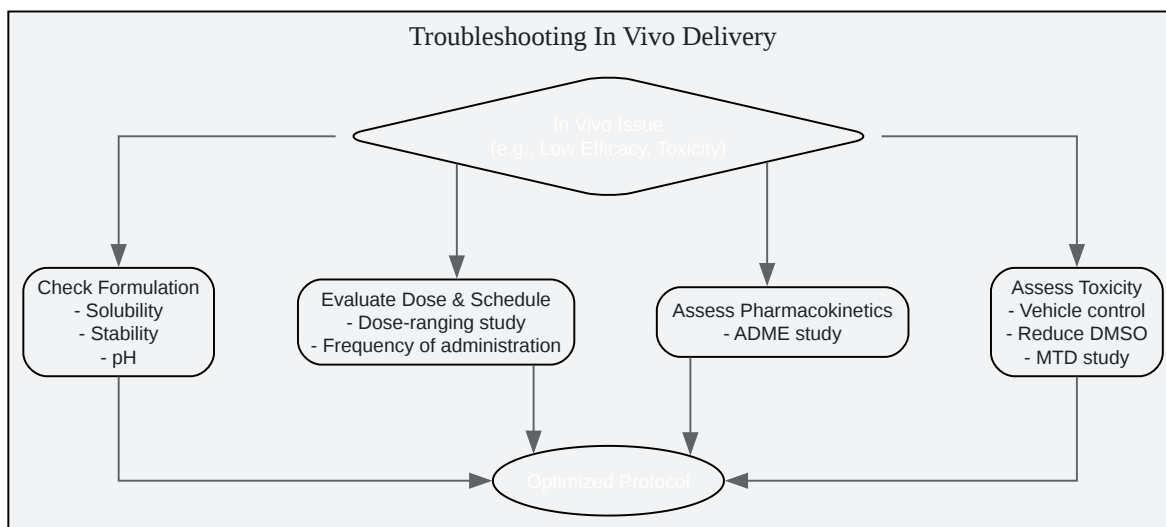 Troubleshooting In Vivo Delivery
In Vivo Issue
(e.g., Low Efficacy, Toxicity)
Check Formulation
- Solubility
- Stability
- pH
Evaluate Dose & Schedule
- Dose-ranging study
- Frequency of administration
Assess Pharmacokinetics
- ADME study
Assess Toxicity
- Vehicle control
- Reduce DMSO
- MTD study
Optimized Protocol